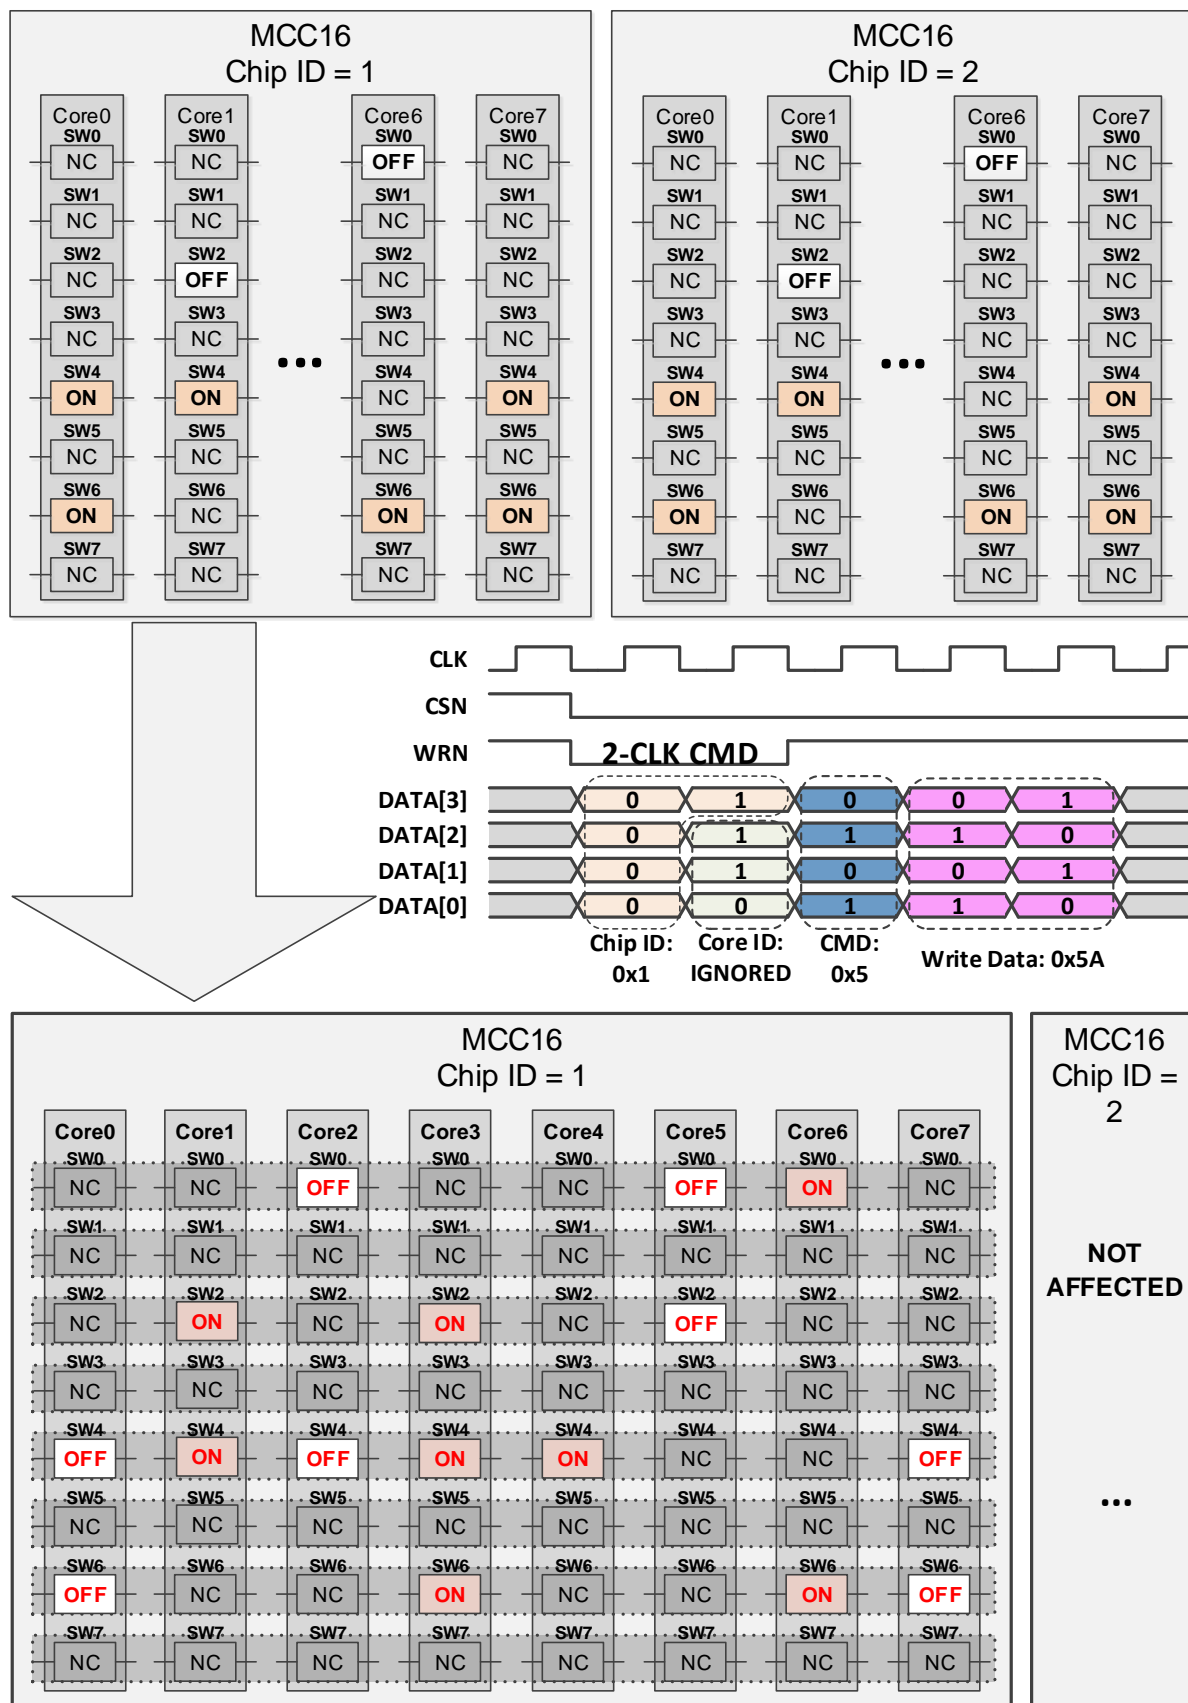 MCC16
Chip ID = 1
Core0 Core1 Core6 Core7
SW0 SW0 SW0 SW0
NC NC OFF NC
SW1 SW1 SW1 SW1
NC NC NC NC
SW2 SW2 SW2 SW2
NC OFF NC NC
SW3 SW3 SW3 SW3
NC NC NC NC
...
SW4 SW4 SW4 SW4
ON ON NC ON
SW5 SW5 SW5 SW5
NC NC NC NC
SW6 SW6 SW6 SW6
ON NC ON ON
SW7 SW7 SW7 SW7
NC NC NC NC
MCC16
Chip ID = 2
Core0 Core1 Core6 Core7
SW0 SW0 SW0 SW0
NC NC OFF NC
SW1 SW1 SW1 SW1
NC NC NC NC
SW2 SW2 SW2 SW2
NC OFF NC NC
SW3 SW3 SW3 SW3
NC NC NC NC
...
SW4 SW4 SW4 SW4
ON ON NC ON
SW5 SW5 SW5 SW5
NC NC NC NC
SW6 SW6 SW6 SW6
ON NC ON ON
SW7 SW7 SW7 SW7
NC NC NC NC
CLK
CSN
WRN 2-CLK CMD
DATA[3] 0 1 0 0 1
DATA[2] 0 1 1 1 0
DATA[1] 0 1 0 0 1
DATA[0] 0 0 1 1 0
Chip ID:
0x1
Core ID:
IGNORED
CMD:
0x5
Write Data: 0x5A
MCC16
Chip ID = 1
Core0 Core1 Core2 Core3 Core4 Core5 Core6 Core7
SW0 SW0 SW0 SW0 SW0 SW0 SW0 SW0
NC NC OFF NC NC OFF ON NC
SW1 SW1 SW1 SW1 SW1 SW1 SW1 SW1
NC NC NC NC NC NC NC NC
SW2 SW2 SW2 SW2 SW2 SW2 SW2 SW2
NC ON NC ON NC OFF NC NC
SW3 SW3 SW3 SW3 SW3 SW3 SW3 SW3
NC NC NC NC NC NC NC NC
SW4 SW4 SW4 SW4 SW4 SW4 SW4 SW4
OFF ON OFF ON ON NC NC OFF
SW5 SW5 SW5 SW5 SW5 SW5 SW5 SW5
NC NC NC NC NC NC NC NC
SW6 SW6 SW6 SW6 SW6 SW6 SW6 SW6
OFF NC NC ON NC NC ON OFF
SW7 SW7 SW7 SW7 SW7 SW7 SW7 SW7
NC NC NC NC NC NC NC NC
MCC16
Chip ID =
2
NOT
AFFECTED
...